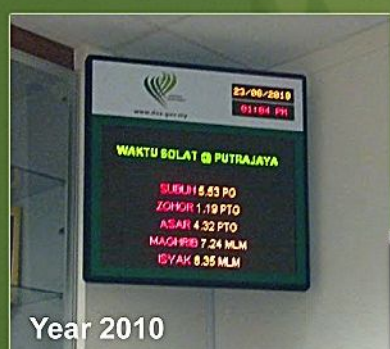 23/06/2010
01:04 PM
WAKTU SOLAT @ PUTRAJAYA
SUBUH 5.53 PG
ZOHOR 1.19 PTG
ASAR 4.32 PTG
MAGHRIB 7.24 MLM
ISYAK 8.35 MLM
Year 2010